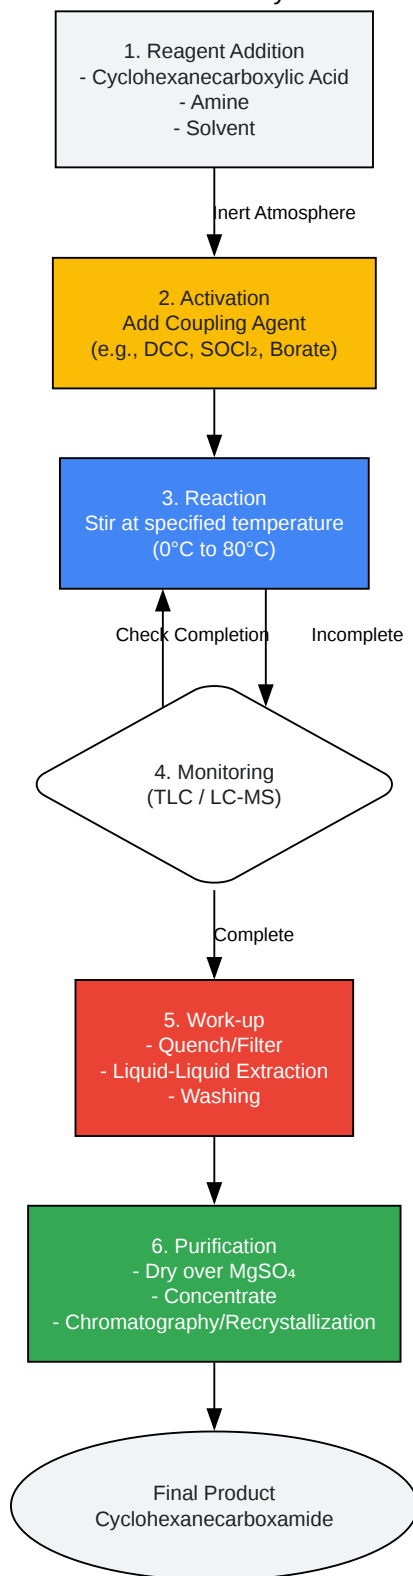 1. Reagent Addition
- Cyclohexanecarboxylic Acid
- Amine
- Solvent
Inert Atmosphere
2. Activation
Add Coupling Agent
(e.g., DCC, SOCl₂, Borate)
3. Reaction
Stir at specified temperature
(0°C to 80°C)
Check Completion
Incomplete
4. Monitoring
(TLC / LC-MS)
Complete
5. Work-up
- Quench/Filter
- Liquid-Liquid Extraction
- Washing
6. Purification
- Dry over MgSO₄
- Concentrate
- Chromatography/Recrystallization
Final Product
Cyclohexanecarboxamide